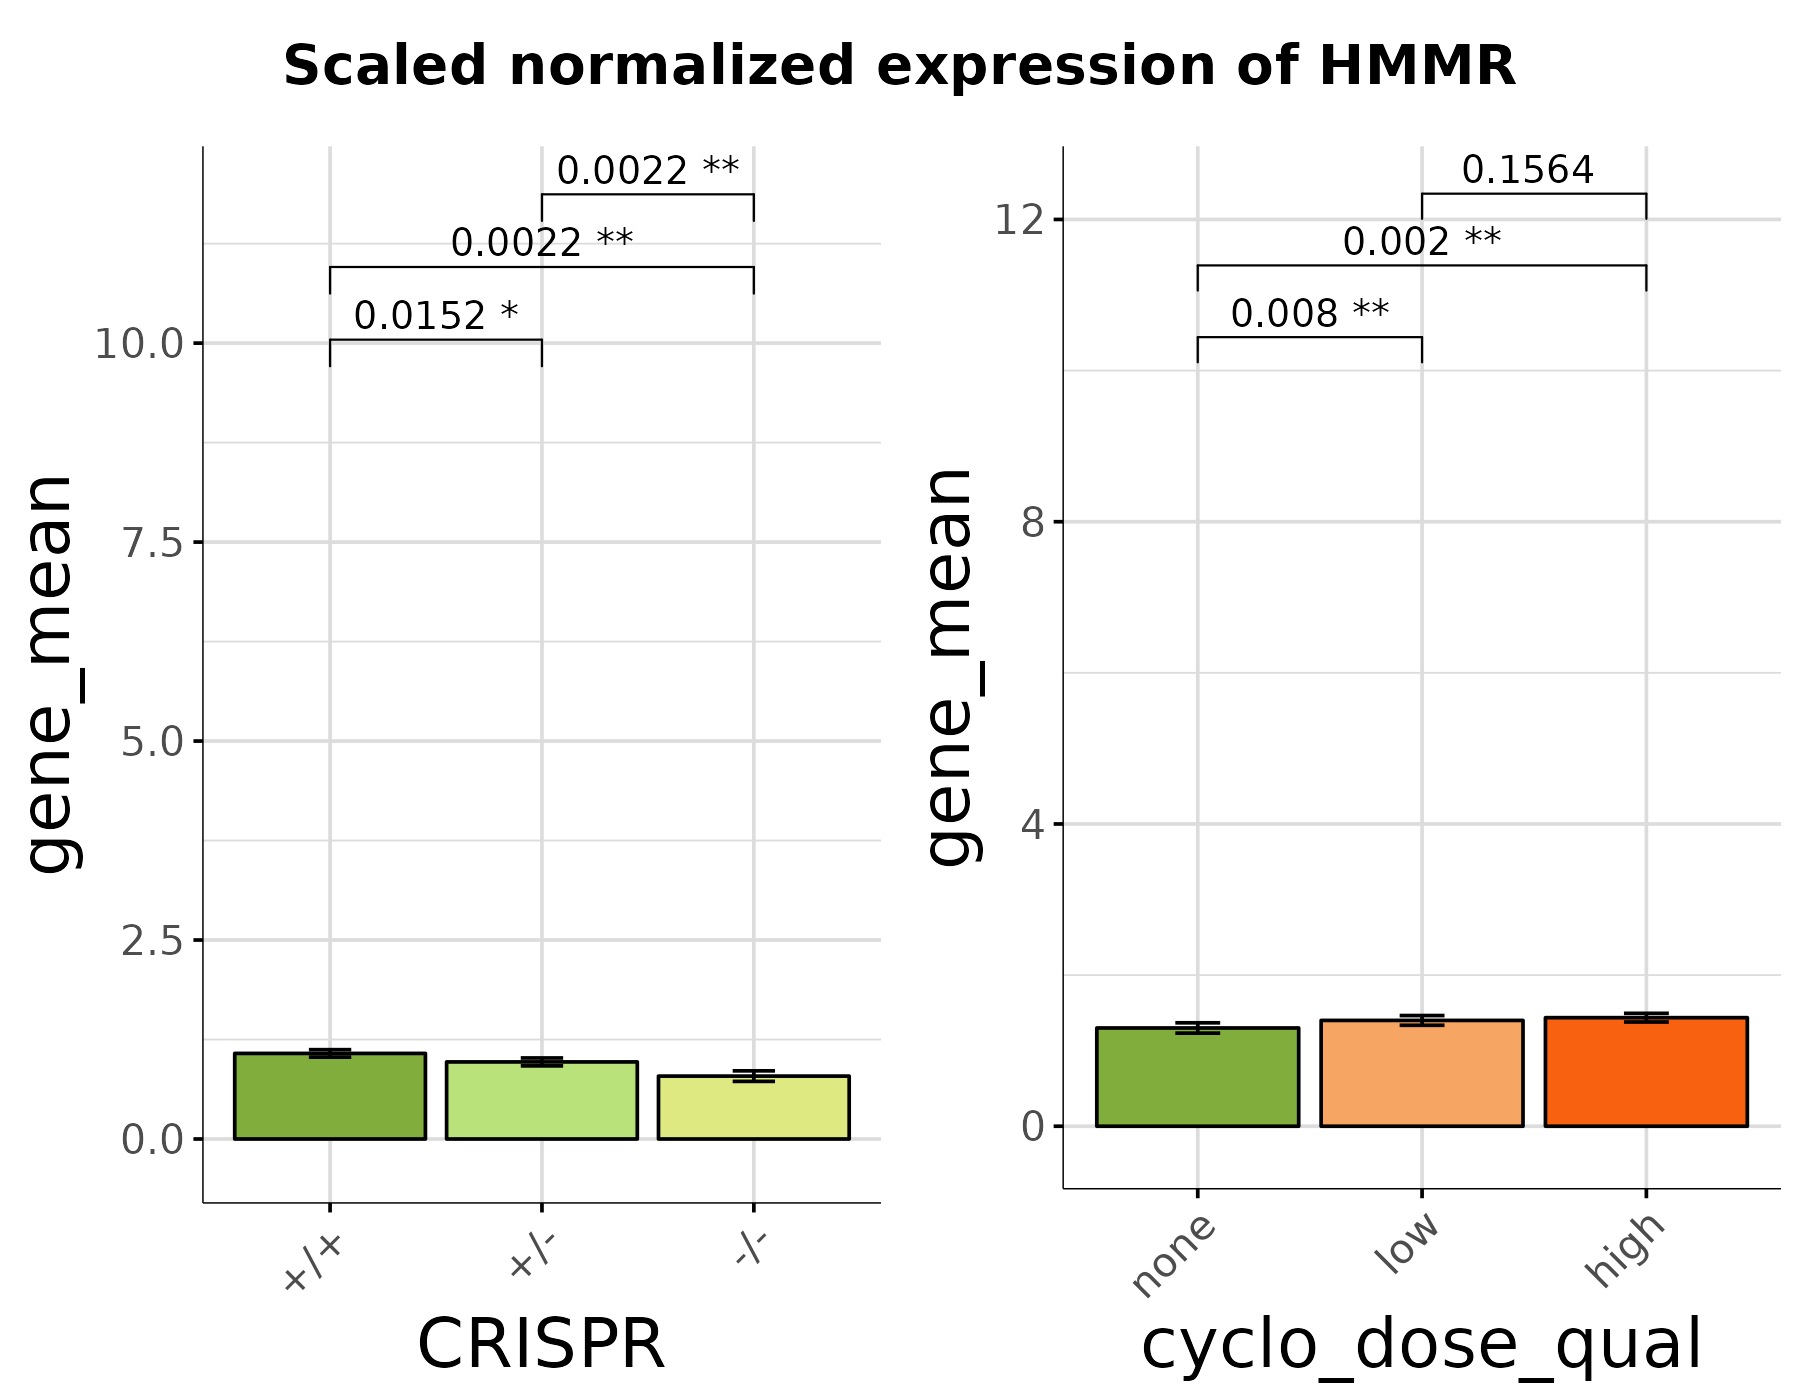 Scaled normalized expression of HMMR
gene_mean
10.0
7.5
5.0
2.5
0.0
0.0022 **
0.0022 **
0.0152 *
+/+
+/-
-/-
CRISPR
gene_mean
12
8
4
0
0.1564
0.002 **
0.008 **
none
low
high
cyclo_dose_qual